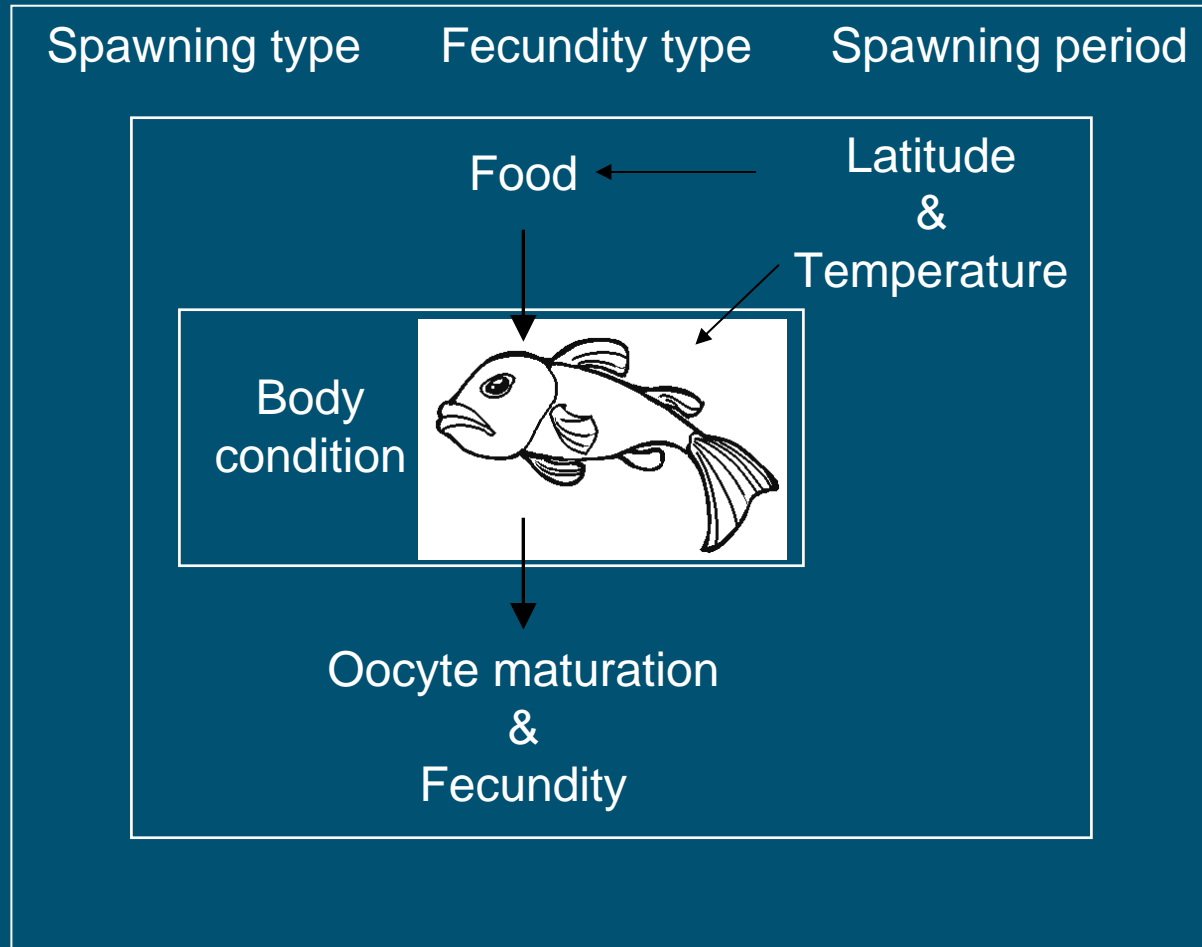 Spawning type Fecundity type Spawning period
Food
Latitude
&
Temperature
Body
condition
Oocyte maturation
&
Fecundity